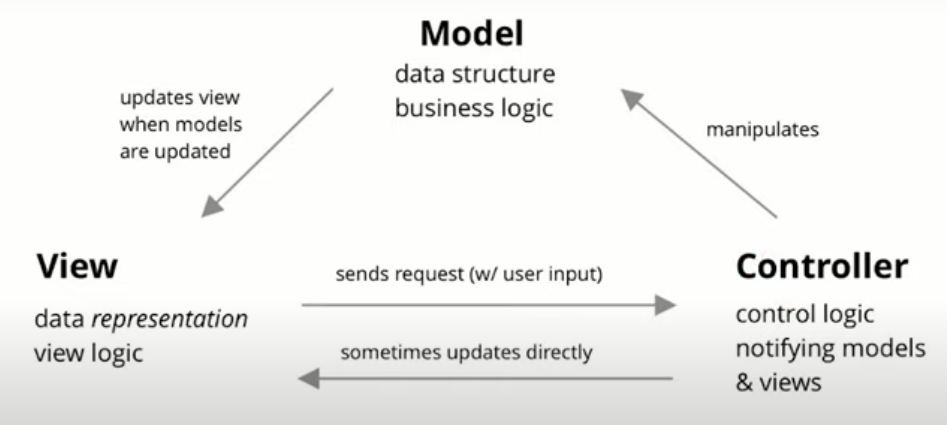 Model
data structure
business logic
updates view
when models
are updated
manipulates
View
data representation
view logic
sends request (w/ user input)
sometimes updates directly
Controller
control logic
notifying models
& views